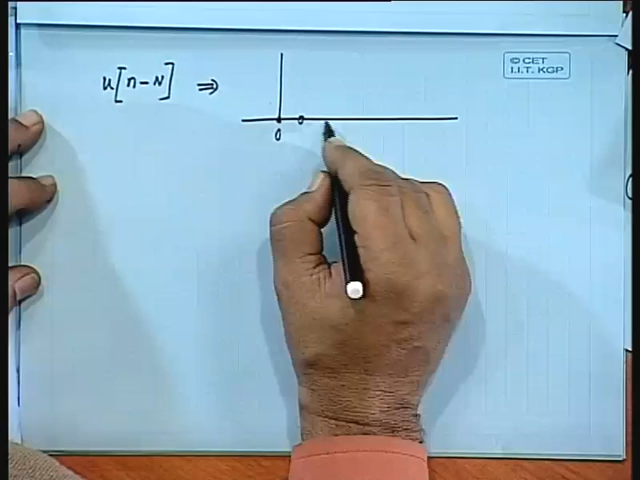 u[n-N] ⇒
0
© CET
I.I.T. KGP